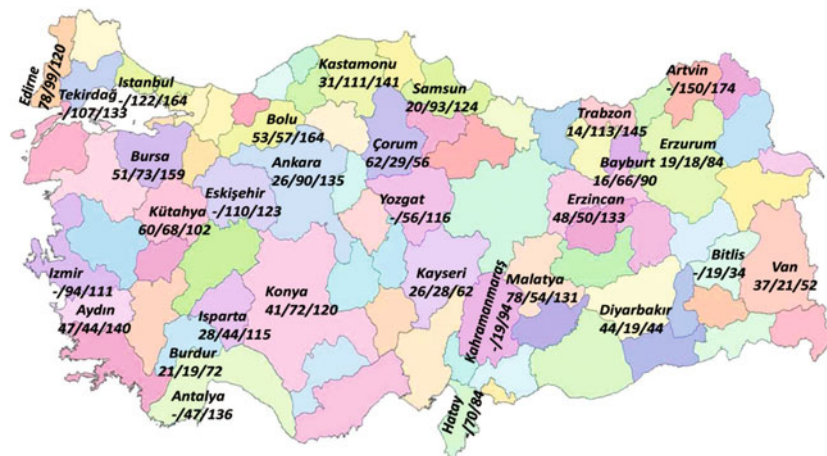 Edirne
78/99/120
Tekirdağ
-/107/133
Istanbul
-/122/164
Kastamonu
31/111/141
Samsun
20/93/124
Artvin
-/150/174
Bolu
53/57/164
Çorum
62/29/56
Trabzon
14/113/145
Erzurum
19/18/84
Bayburt
16/66/90
Bursa
51/73/159
Ankara
26/90/135
Eskişehir
-/110/123
Yozgat
-/56/116
Erzincan
48/50/133
Kütahya
60/68/102
Izmir
-/94/111
Aydın
47/44/140
Isparta
28/44/115
Konya
41/72/120
Kayseri
26/28/62
Kahramanmaraş
-/19/94
Malatya
78/54/131
Diyarbakır
44/19/44
Bitlis
-/19/34
Van
37/21/52
Burdur
21/19/72
Antalya
-/47/136
Hatay
-/70/84